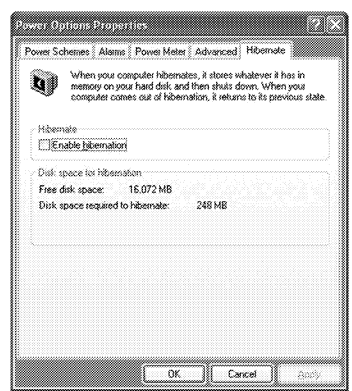 Power Options Properties
Power Schemes Alarms Power Meter Advanced Hibernate
When your computer hibernates, it stores whatever it has in
memory on your hard disk and then shuts down. When your
computer comes out of hibernation, it returns to its previous state.
Hibernate
Enable hibernation
Disk space for hibernation
Free disk space: 16,072 MB
Disk space required to hibernate: 248 MB
OK Cancel Apply